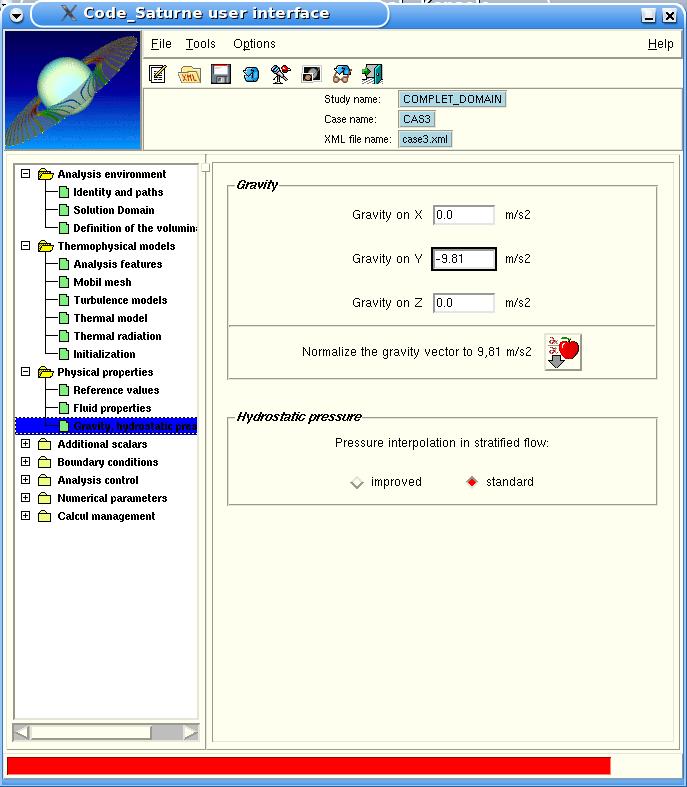 Code_Saturne user interface
File Tools Options Help
Study name: COMPLET_DOMAIN
Case name: CAS3
XML file name: case3.xml
Analysis environment
Identity and paths
Solution Domain
Definition of the volumin
Thermophysical models
Analysis features
Mobil mesh
Turbulence models
Thermal model
Thermal radiation
Initialization
Physical properties
Reference values
Fluid properties
Gravity, hydrostatic pres
Additional scalars
Boundary conditions
Analysis control
Numerical parameters
Calcul management
Gravity
Gravity on X 0.0 m/s2
Gravity on Y -9.81 m/s2
Gravity on Z 0.0 m/s2
Normalize the gravity vector to 9,81 m/s2
Hydrostatic pressure
Pressure interpolation in stratified flow:
improved standard